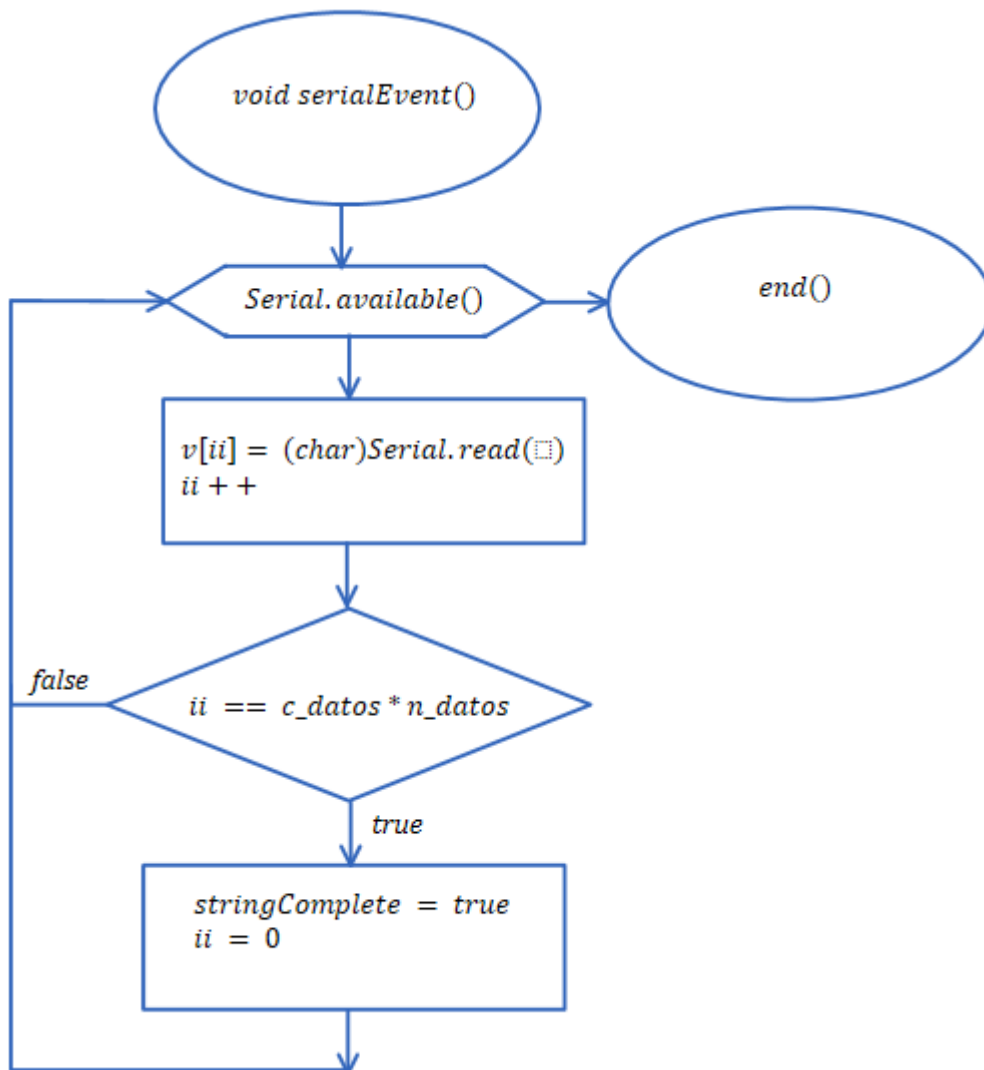 void serialEvent()
Serial.available()
end()
v[ii] = (char)Serial.read(□)
ii + +
false
ii == c_datos * n_datos
true
stringComplete = true
ii = 0